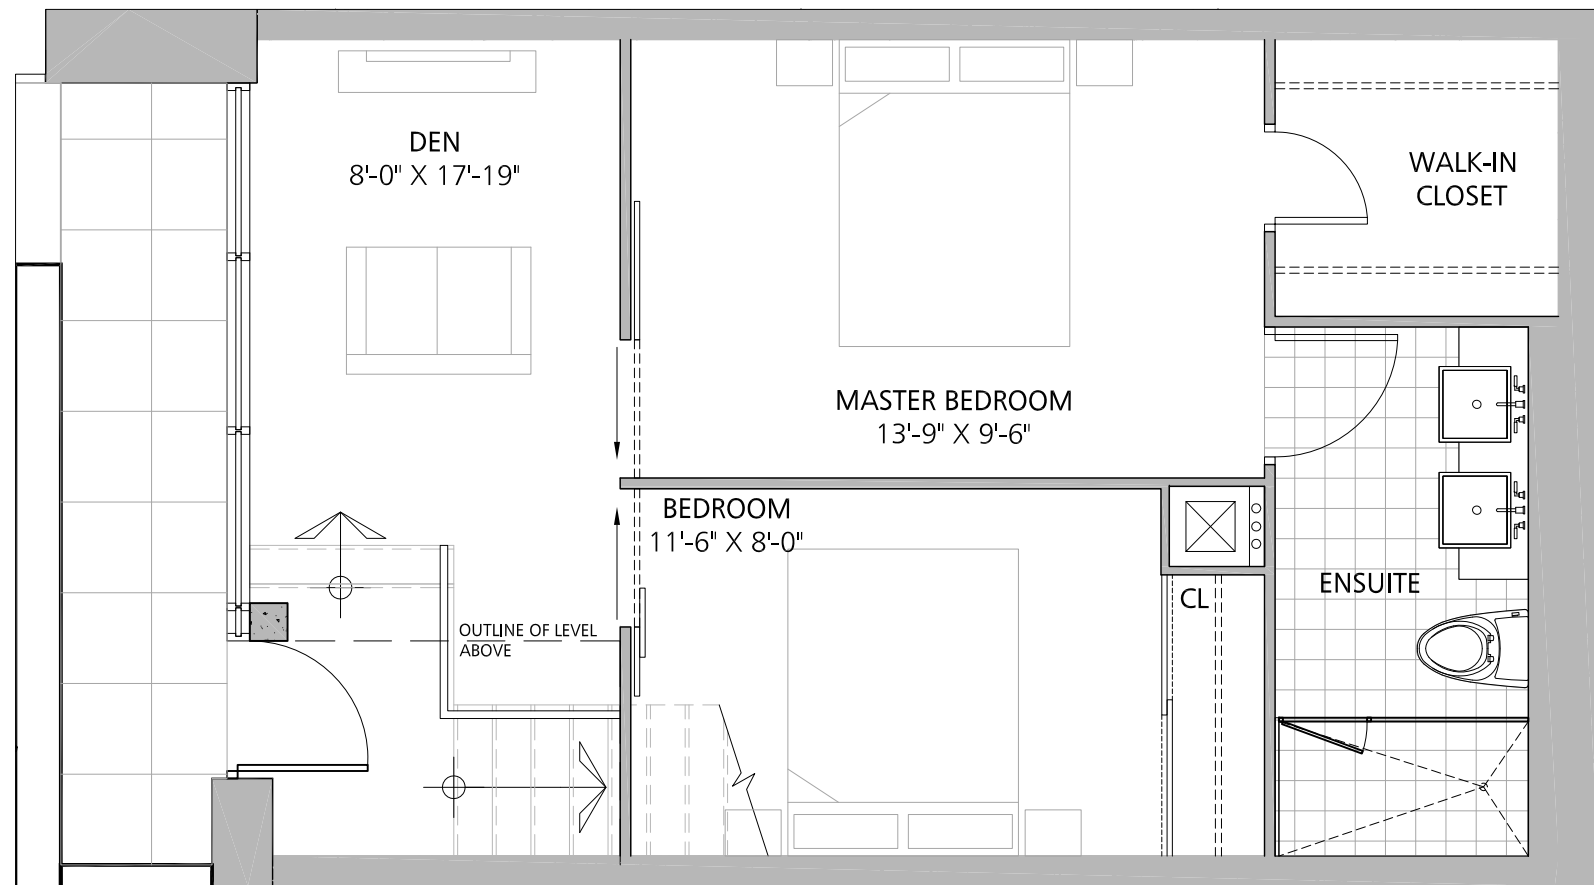 DEN
8'-0" X 17'-19"
WALK-IN
CLOSET
MASTER BEDROOM
13'-9" X 9'-6"
BEDROOM
11'-6" X 8'-0"
ENSUITE
CL
OUTLINE OF LEVEL
ABOVE